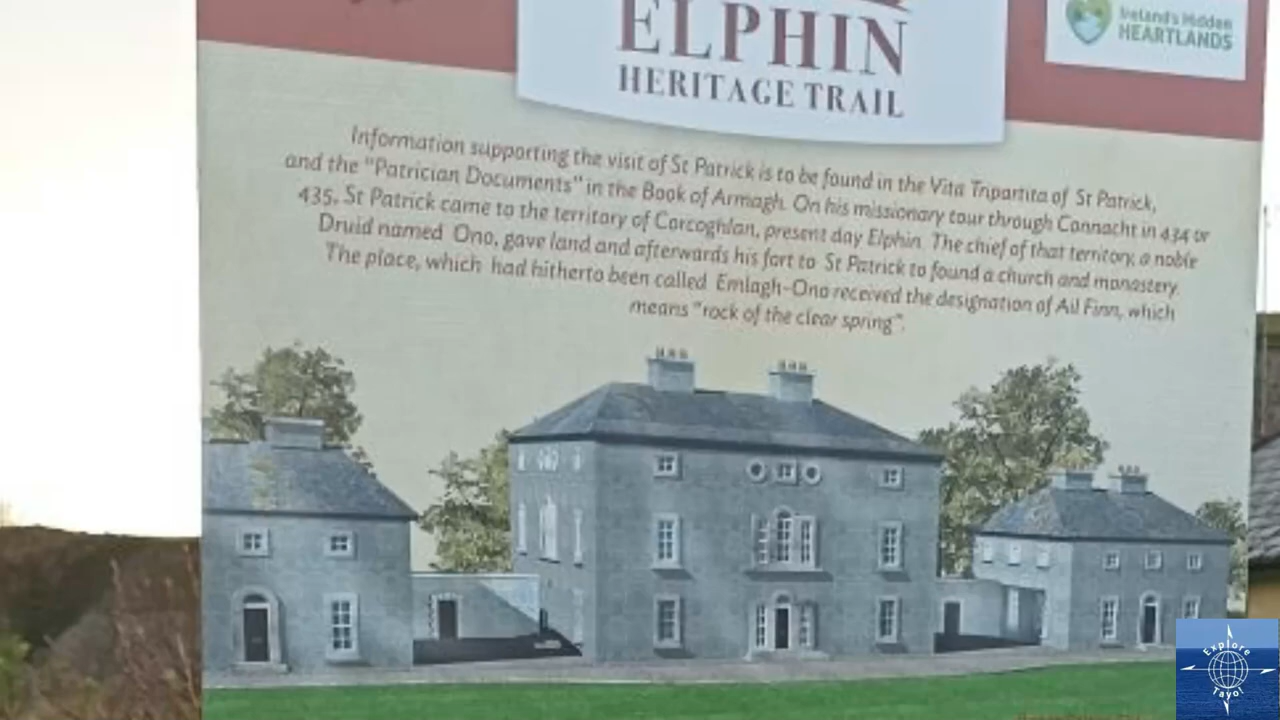 ELPHIN
HERITAGE TRAIL
Ireland's Hidden
HEARTLANDS
Information supporting the visit of St Patrick is to be found in the Vita Tripartita of St Patrick,
and the "Patrician Documents" in the Book of Armagh. On his missionary tour through Connacht in 434 or
435, St Patrick came to the territory of Corcoghlan, present day Elphin. The chief of that territory, a noble
Druid named Ono, gave land and afterwards his fort to St Patrick to found a church and monastery.
The place, which had hitherto been called Emlagh-Ono received the designation of Ail Finn, which
means "rock of the clear spring".
Explore
Tayo!